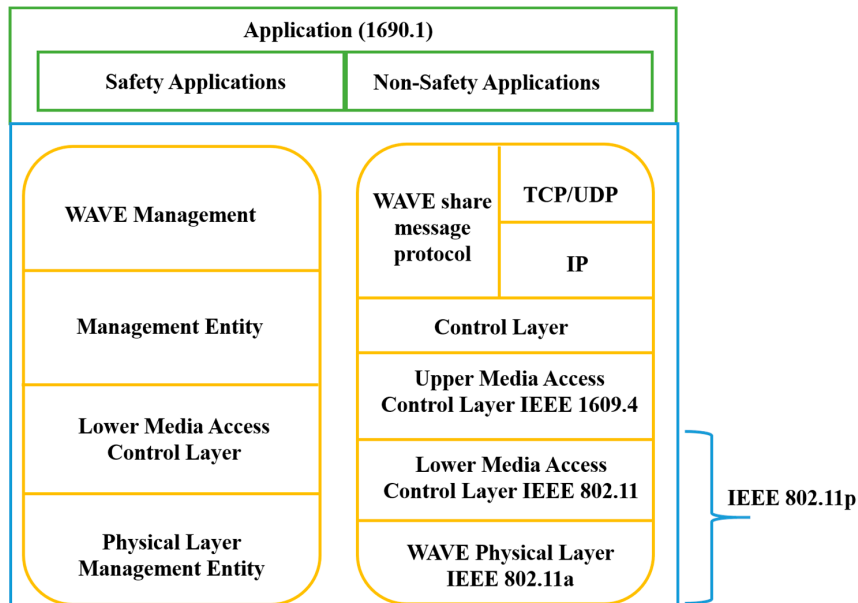 Application (1690.1)
Safety Applications
Non-Safety Applications
WAVE Management
Management Entity
Lower Media Access
Control Layer
Physical Layer
Management Entity
WAVE share
message
protocol
TCP/UDP
IP
Control Layer
Upper Media Access
Control Layer IEEE 1609.4
Lower Media Access
Control Layer IEEE 802.11
WAVE Physical Layer
IEEE 802.11a
IEEE 802.11p